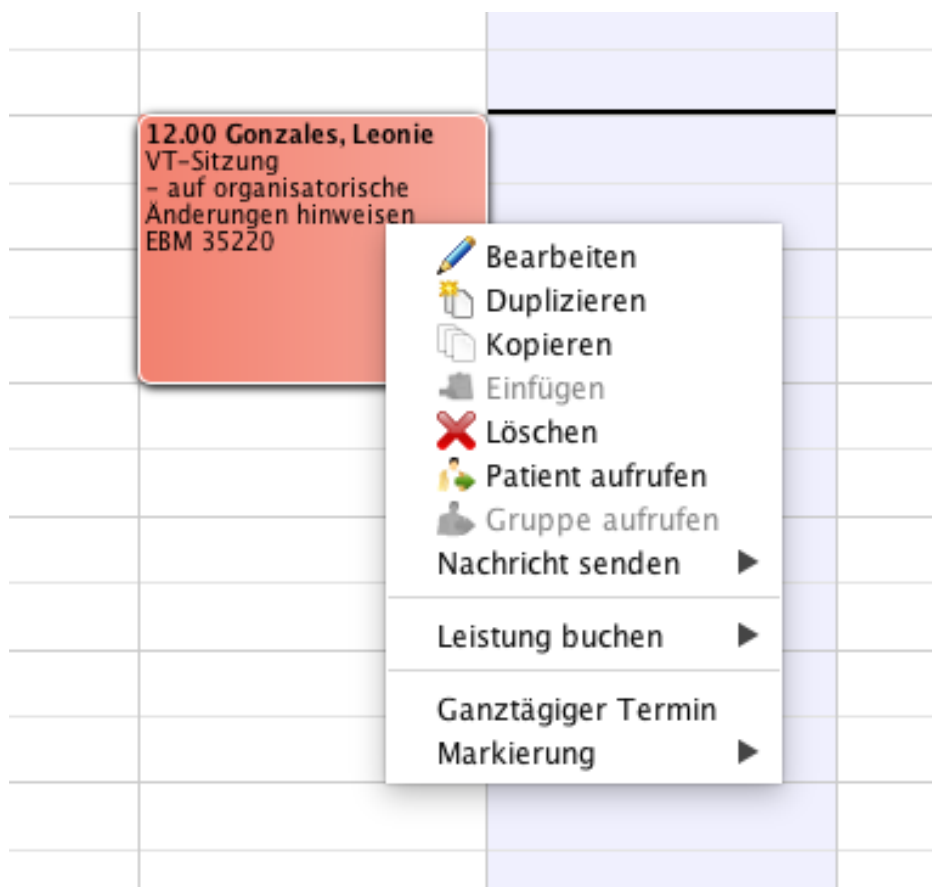 12.00 Gonzales, Leonie
VT-Sitzung
- auf organisatorische
Änderungen hinweisen
EBM 35220
Bearbeiten
Duplizieren
Kopieren
Einfügen
Löschen
Patient aufrufen
Gruppe aufrufen
Nachricht senden
Leistung buchen
Ganztägiger Termin
Markierung